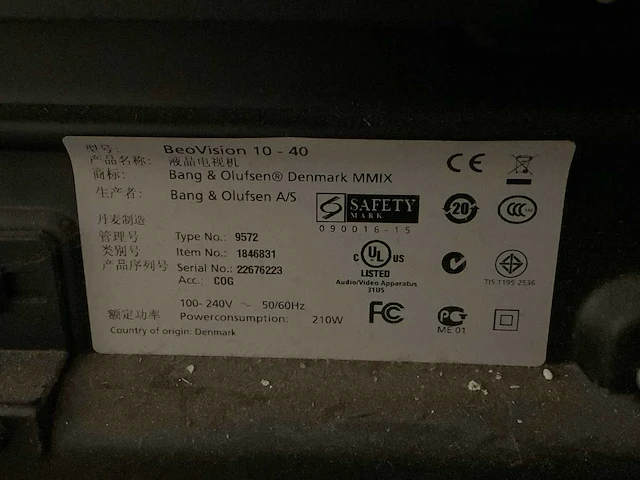 型号: BeoVision 10 - 40
产品名称: 液晶电视机
商标: Bang & Olufsen® Denmark MMIX
生产者: Bang & Olufsen A/S
SAFETY
MARK
090016-15
20
CCC
丹麦制造
管理号 Type No.: 9572
类别号 Item No.: 1846831
产品序列号 Serial No.: 22676223
Acc.: COG
C UL US
LISTED
Audio/Video Apparatus
31US
TIS 1195 2536
100- 240V ~ 50/60Hz
额定功率 Powerconsumption: 210W
FC
ME 01
Country of origin: Denmark
CE